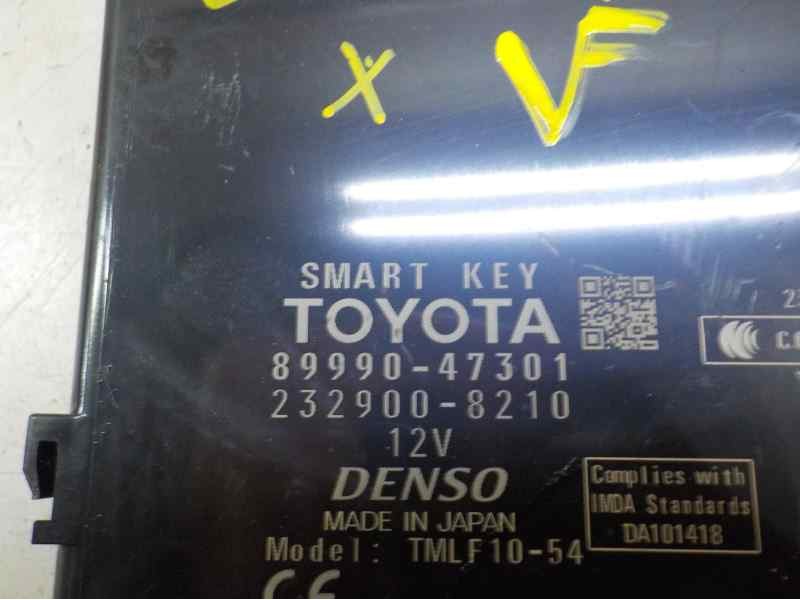 X VF
SMART KEY
TOYOTA
89990-47301
232900-8210
12V
DENSO
MADE IN JAPAN
Model: TMLF10-54
Complies with
IMDA Standards
DA101418
CE